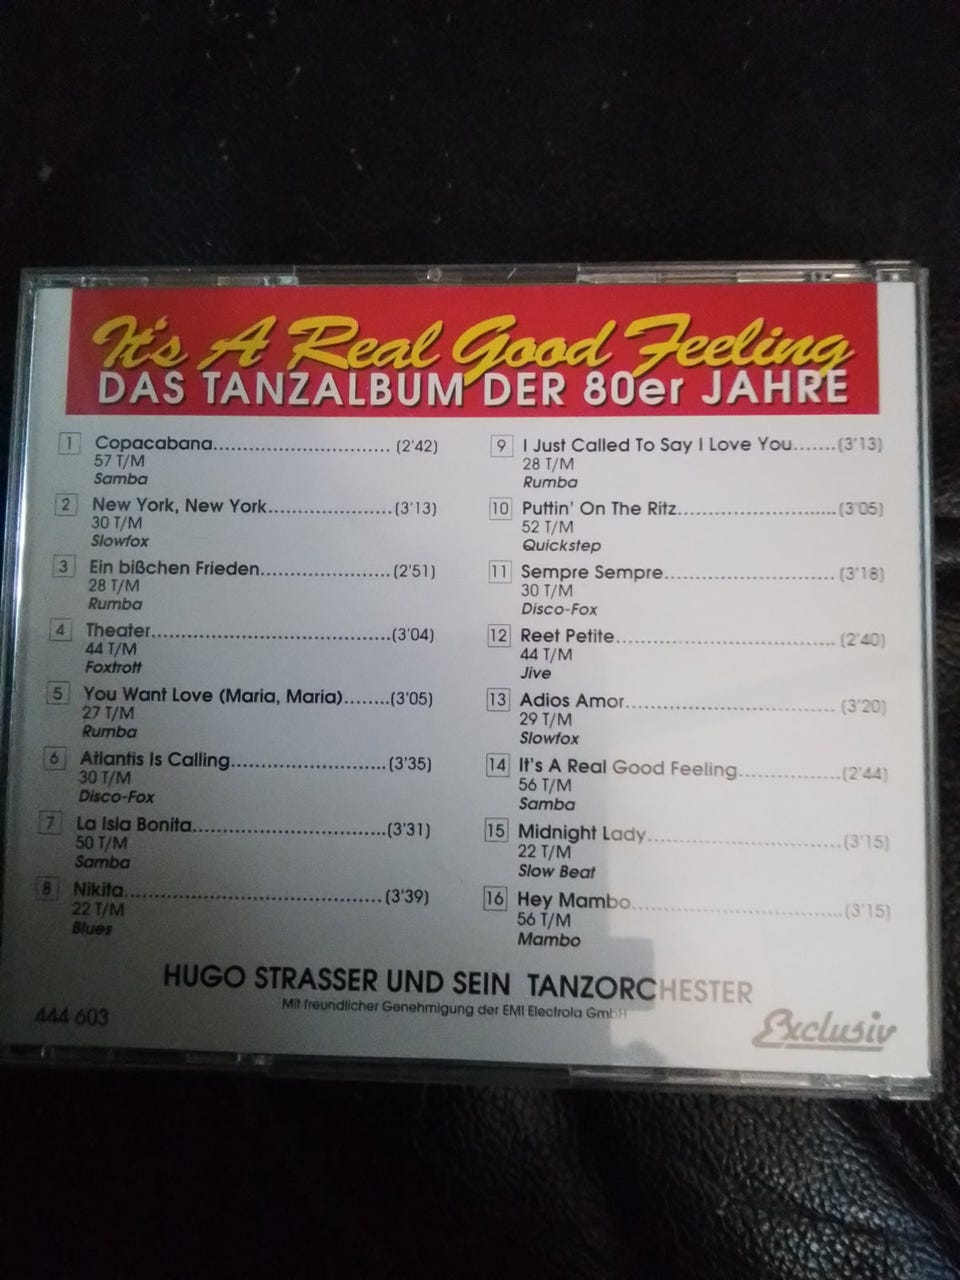 It's A Real Good Feeling
DAS TANZALBUM DER 80er JAHRE
1 Copacabana.............................. (2'42)
57 T/M
Samba
2 New York, New York.....................(3'13)
30 T/M
Slowfox
3 Ein bißchen Frieden......................(2'51)
28 T/M
Rumba
4 Theater.........................................(3'04)
44 T/M
Foxtrott
5 You Want Love (Maria, Maria)........(3'05)
27 T/M
Rumba
6 Atlantis Is Calling..........................(3'35)
30 T/M
Disco-Fox
7 La Isla Bonita.................................(3'31)
50 T/M
Samba
8 Nikita............................................(3'39)
22 T/M
Blues
9 I Just Called To Say I Love You.......(3'13)
28 T/M
Rumba
10 Puttin' On The Ritz..........................(3'05)
52 T/M
Quickstep
11 Sempre Sempre............................. (3'18)
30 T/M
Disco-Fox
12 Reet Petite.................................... (2'40)
44 T/M
Jive
13 Adios Amor................................... (3'20)
29 T/M
Slowfox
14 It's A Real Good Feeling.................(2'44)
56 T/M
Samba
15 Midnight Lady................................(3'15)
22 T/M
Slow Beat
16 Hey Mambo...................................(3'15)
56 T/M
Mambo
HUGO STRASSER UND SEIN TANZORCHESTER
Mit freundlicher Genehmigung der EMI Electrola GmbH
444 603
Exclusiv